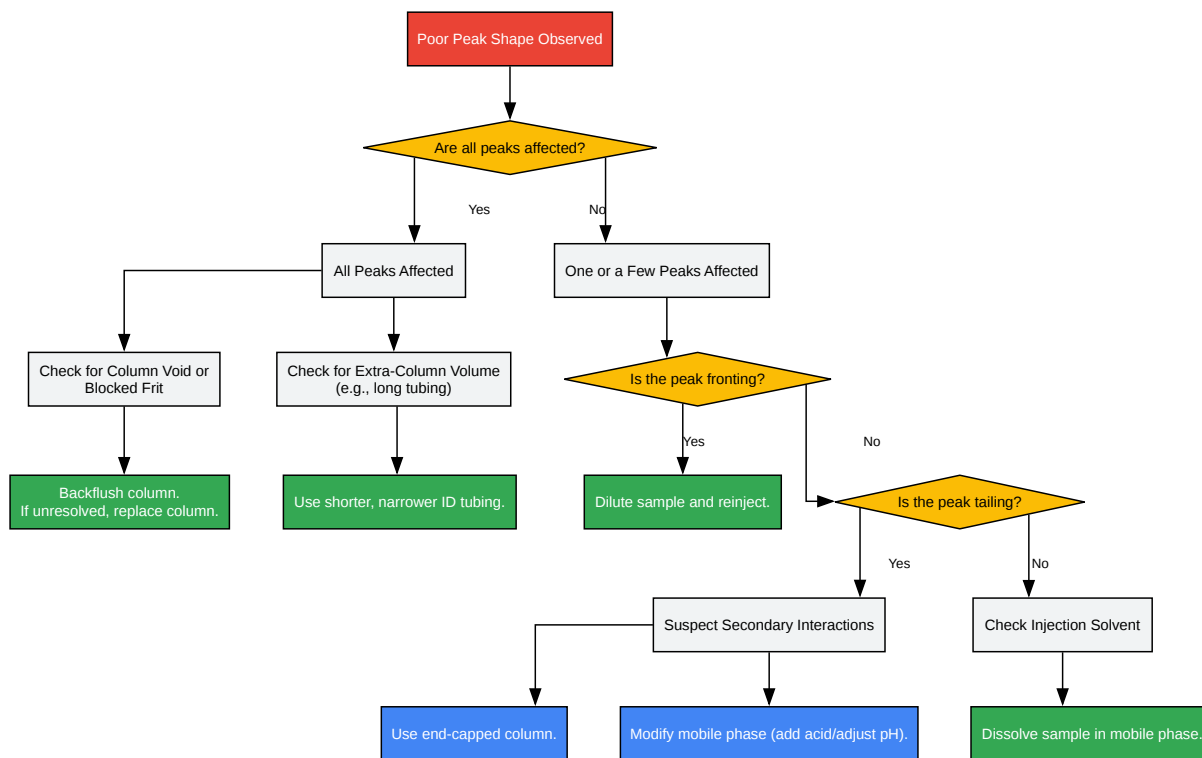 Poor Peak Shape Observed
Are all peaks affected?
Yes
No
All Peaks Affected
One or a Few Peaks Affected
Check for Column Void or
Blocked Frit
Check for Extra-Column Volume
(e.g., long tubing)
Is the peak fronting?
Yes
No
Backflush column.
If unresolved, replace column.
Use shorter, narrower ID tubing.
Dilute sample and reinject.
Is the peak tailing?
Yes
No
Suspect Secondary Interactions
Check Injection Solvent
Use end-capped column.
Modify mobile phase (add acid/adjust pH).
Dissolve sample in mobile phase.